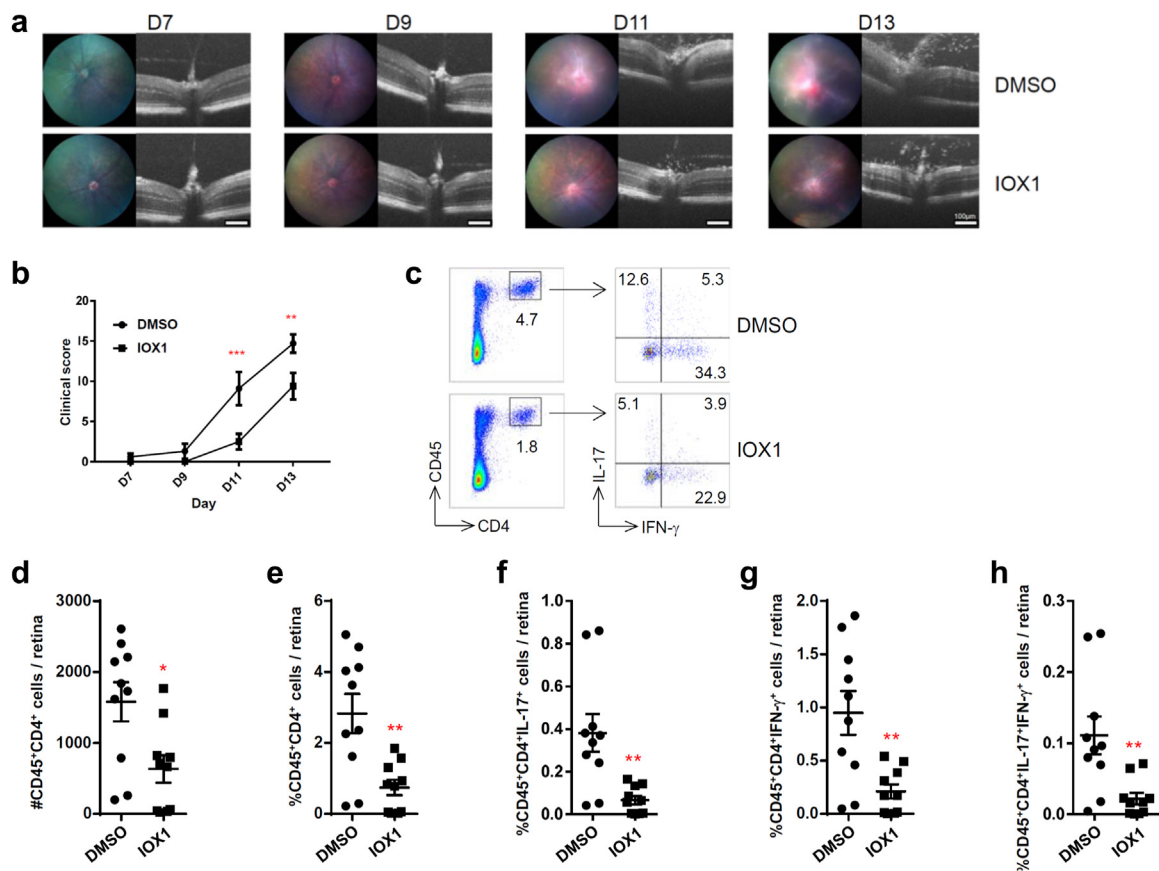 a
D7 D9 D11 D13
DMSO
IOX1
100µm
b
Clinical score
20
15
10
5
0
DMSO
IOX1
***
**
D7 D9 D11 D13
Day
c
12.6 5.3
4.7
DMSO
34.3
5.1 3.9
1.8
IOX1
22.9
CD45
CD4
IL-17
IFN-γ
d
#CD45⁺CD4⁺ cells / retina
3000
2000
1000
0
*
DMSO IOX1
e
%CD45⁺CD4⁺ cells / retina
6
4
2
0
**
DMSO IOX1
f
%CD45⁺CD4⁺IL-17⁺ cells / retina
1.0
0.8
0.6
0.4
0.2
0.0
**
DMSO IOX1
g
%CD45⁺CD4⁺IFN-γ⁺ cells / retina
2.0
1.5
1.0
0.5
0.0
**
DMSO IOX1
h
%CD45⁺CD4⁺IL-17⁺IFN-γ⁺ cells / retina
0.3
0.2
0.1
0.0
**
DMSO IOX1